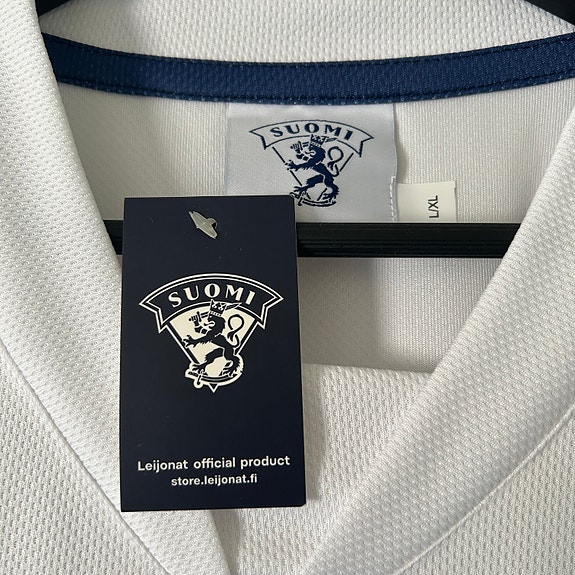 SUOMI
L/XL
SUOMI
Leijonat official product
store.leijonat.fi